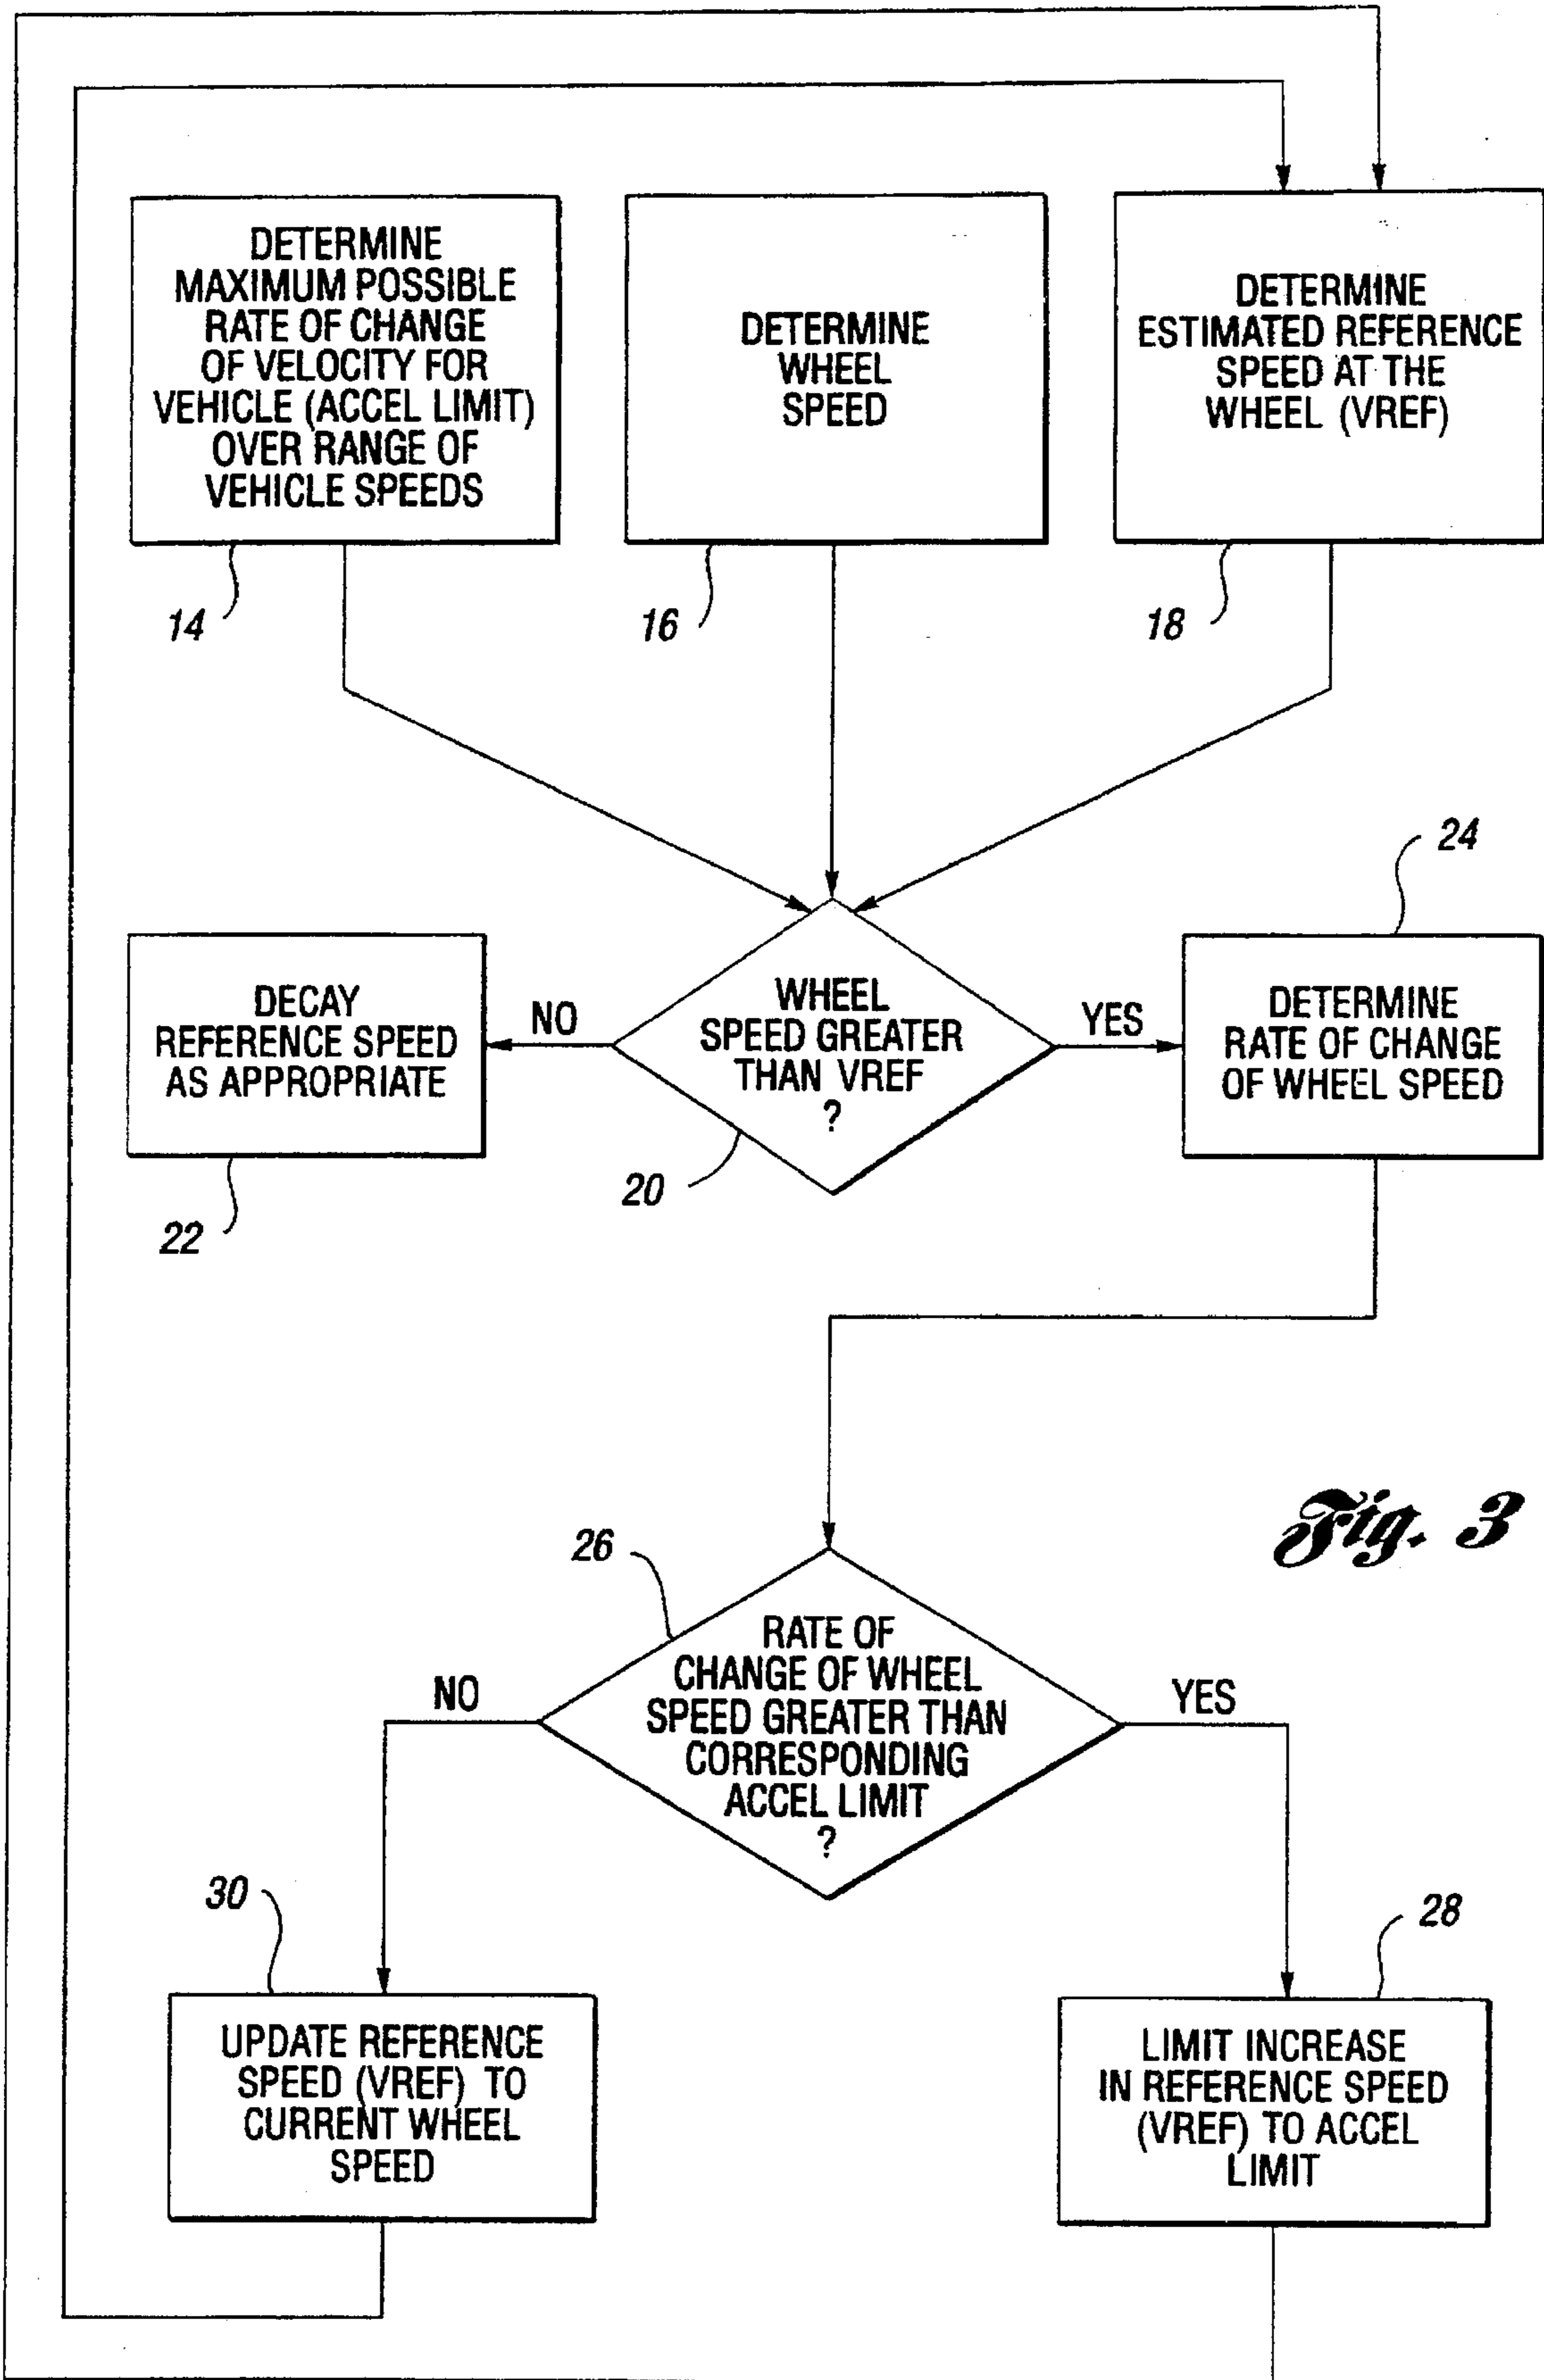 DETERMINE
MAXIMUM POSSIBLE
RATE OF CHANGE
OF VELOCITY FOR
VEHICLE (ACCEL LIMIT)
OVER RANGE OF
VEHICLE SPEEDS
14
DETERMINE
WHEEL
SPEED
16
DETERMINE
ESTIMATED REFERENCE
SPEED AT THE
WHEEL (VREF)
18
DECAY
REFERENCE SPEED
AS APPROPRIATE
22
NO
WHEEL
SPEED GREATER
THAN VREF
?
20
YES
24
DETERMINE
RATE OF CHANGE
OF WHEEL SPEED
Fig. 3
26
RATE OF
CHANGE OF WHEEL
SPEED GREATER THAN
CORRESPONDING
ACCEL LIMIT
?
NO
YES
30
UPDATE REFERENCE
SPEED (VREF) TO
CURRENT WHEEL
SPEED
28
LIMIT INCREASE
IN REFERENCE SPEED
(VREF) TO ACCEL
LIMIT